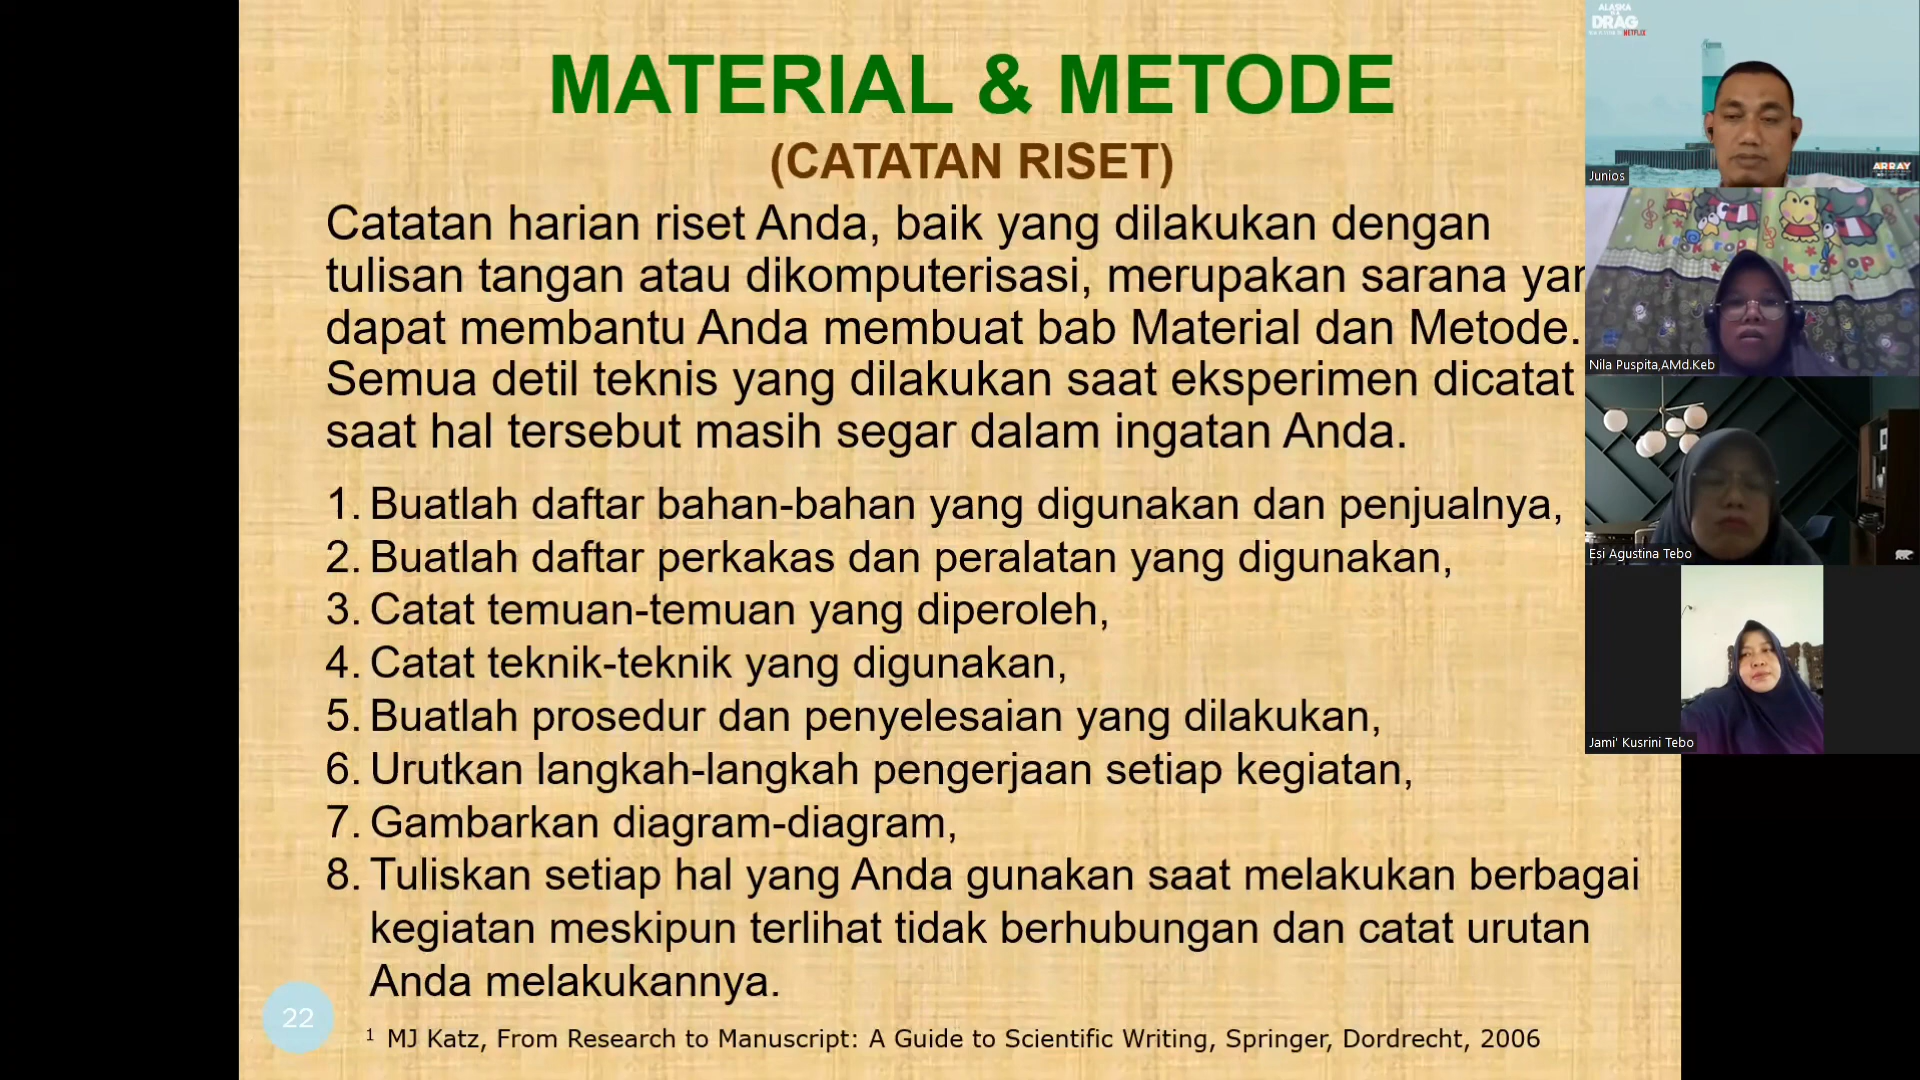 MATERIAL & METODE
(CATATAN RISET)
Catatan harian riset Anda, baik yang dilakukan dengan
tulisan tangan atau dikomputerisasi, merupakan sarana yan
dapat membantu Anda membuat bab Material dan Metode.
Semua detil teknis yang dilakukan saat eksperimen dicatat
saat hal tersebut masih segar dalam ingatan Anda.
1. Buatlah daftar bahan-bahan yang digunakan dan penjualnya,
2. Buatlah daftar perkakas dan peralatan yang digunakan,
3. Catat temuan-temuan yang diperoleh,
4. Catat teknik-teknik yang digunakan,
5. Buatlah prosedur dan penyelesaian yang dilakukan,
6. Urutkan langkah-langkah pengerjaan setiap kegiatan,
7. Gambarkan diagram-diagram,
8. Tuliskan setiap hal yang Anda gunakan saat melakukan berbagai
kegiatan meskipun terlihat tidak berhubungan dan catat urutan
Anda melakukannya.
22
1 MJ Katz, From Research to Manuscript: A Guide to Scientific Writing, Springer, Dordrecht, 2006
ALASKA
DRAG
NETFLIX
ARRAY
Junios
kerokerop
Nila Puspita,AMd.Keb
Esi Agustina Tebo
Jami' Kusrini Tebo